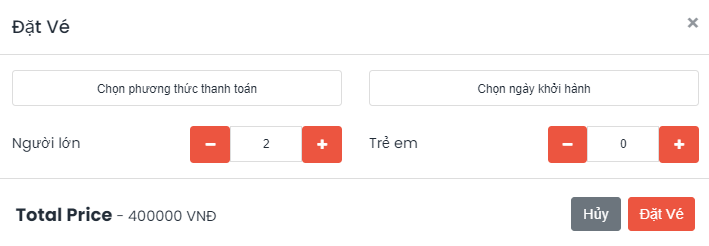 Đặt Vé ×
Chọn phương thức thanh toán Chọn ngày khởi hành
Người lớn − 2 + Trẻ em − 0 +
Total Price - 400000 VNĐ Hủy Đặt Vé